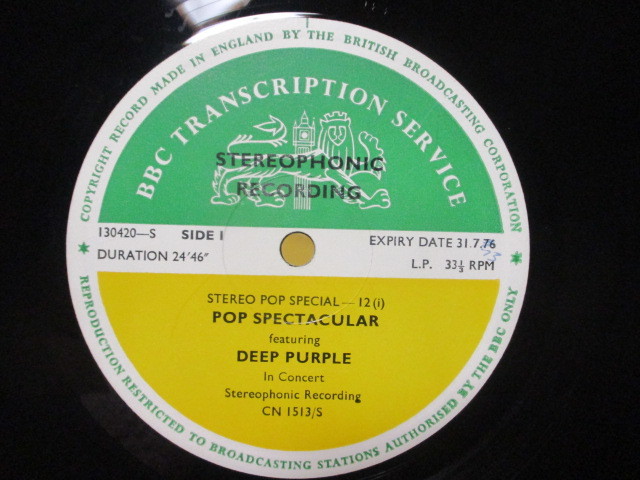 COPYRIGHT RECORD MADE IN ENGLAND BY THE BRITISH BROADCASTING CORPORATION
BBC TRANSCRIPTION SERVICE
STEREOPHONIC
RECORDING
130420—S SIDE 1 EXPIRY DATE 31.7.76
DURATION 24'46" L.P. 33⅓ RPM
STEREO POP SPECIAL — 12 (i)
POP SPECTACULAR
featuring
DEEP PURPLE
In Concert
Stereophonic Recording
CN 1513/S
REPRODUCTION RESTRICTED TO BROADCASTING STATIONS AUTHORISED BY THE BBC ONLY